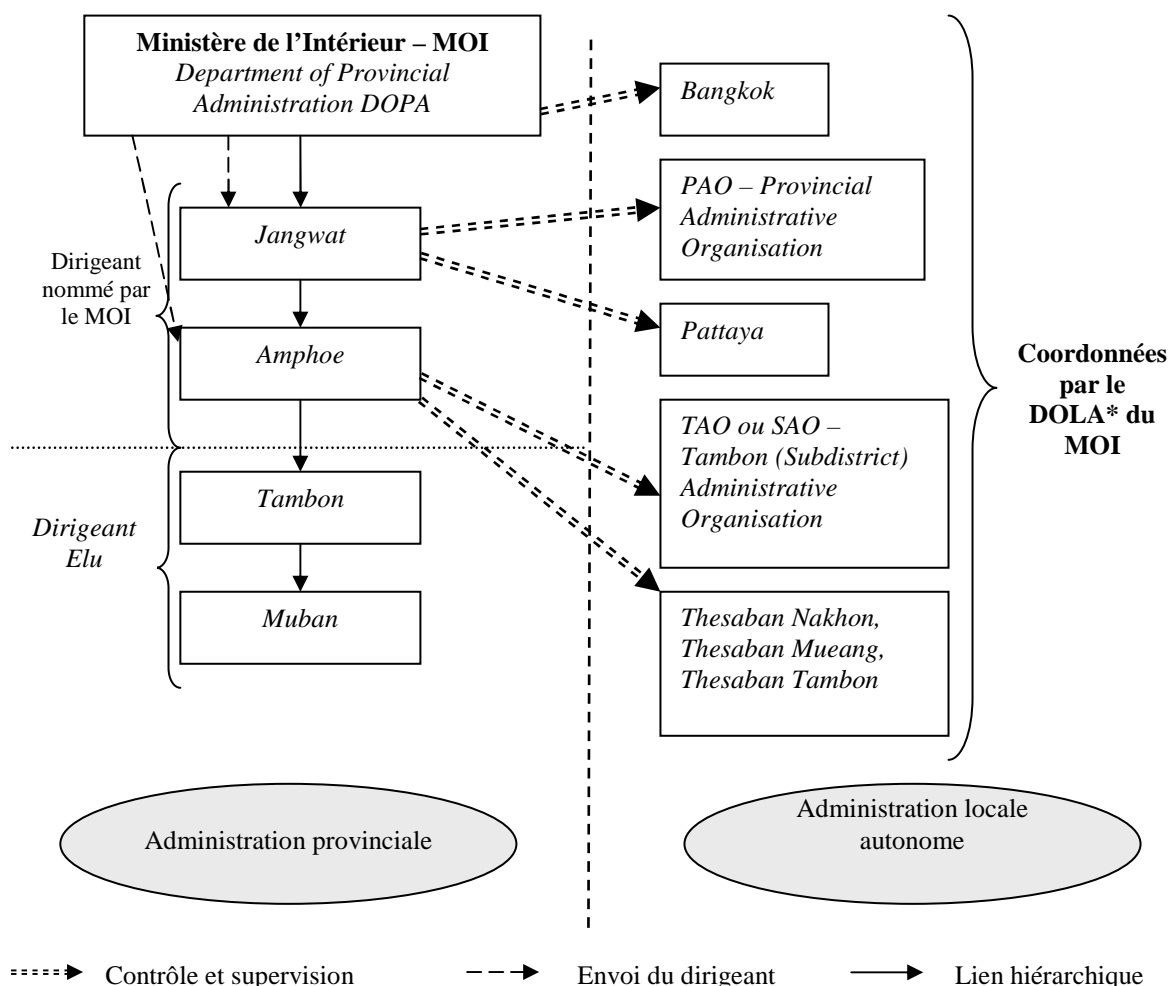 Ministère de l’Intérieur – MOI
Department of Provincial
Administration DOPA
Jangwat
Dirigeant
nommé par
le MOI
Amphoe
Tambon
Dirigeant
Elu
Muban
Bangkok
PAO – Provincial
Administrative
Organisation
Pattaya
TAO ou SAO –
Tambon (Subdistrict)
Administrative
Organisation
Thesaban Nakhon,
Thesaban Mueang,
Thesaban Tambon
Coordonnées
par le
DOLA* du
MOI
Administration provinciale
Administration locale
autonome
Contrôle et supervision
Envoi du dirigeant
Lien hiérarchique